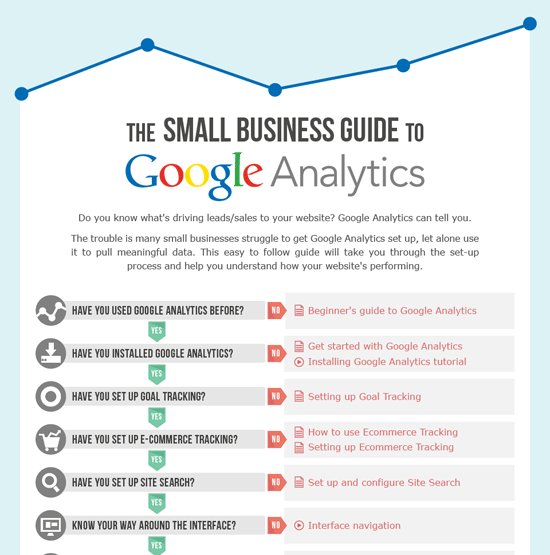 THE SMALL BUSINESS GUIDE TO
Google Analytics
Do you know what's driving leads/sales to your website? Google Analytics can tell you.
The trouble is many small businesses struggle to get Google Analytics set up, let alone use
it to pull meaningful data. This easy to follow guide will take you through the set-up
process and help you understand how your website's performing.
HAVE YOU USED GOOGLE ANALYTICS BEFORE?
NO
Beginner's guide to Google Analytics
YES
HAVE YOU INSTALLED GOOGLE ANALYTICS?
NO
Get started with Google Analytics
Installing Google Analytics tutorial
YES
HAVE YOU SET UP GOAL TRACKING?
NO
Setting up Goal Tracking
YES
HAVE YOU SET UP E-COMMERCE TRACKING?
NO
How to use Ecommerce Tracking
Setting up Ecommerce Tracking
YES
HAVE YOU SET UP SITE SEARCH?
NO
Set up and configure Site Search
YES
KNOW YOUR WAY AROUND THE INTERFACE?
NO
Interface navigation
YES